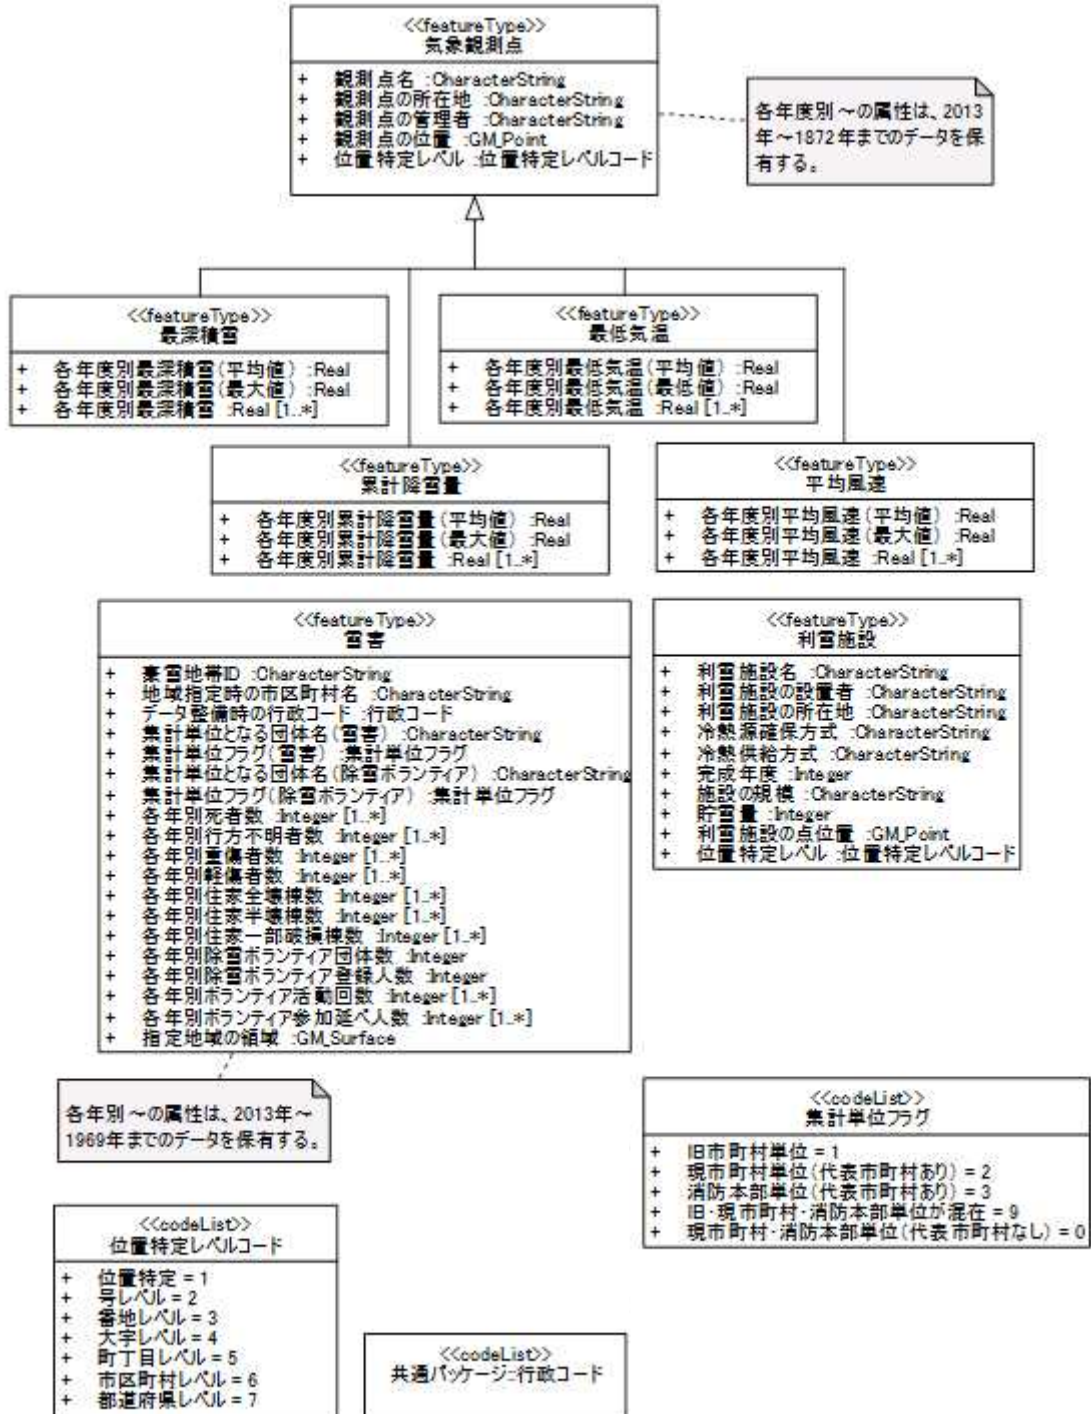 <<featureType>>
気象観測点
+ 観測点名 :CharacterString
+ 観測点の所在地 :CharacterString
+ 観測点の管理者 :CharacterString
+ 観測点の位置 :GM_Point
+ 位置特定レベル :位置特定レベルコード
各年度別～の属性は、2013
年～1872年までのデータを保
有する。
<<featureType>>
最深積雪
+ 各年度別最深積雪(平均値) :Real
+ 各年度別最深積雪(最大値) :Real
+ 各年度別最深積雪 :Real [1..*]
<<featureType>>
最低気温
+ 各年度別最低気温(平均値) :Real
+ 各年度別最低気温(最低値) :Real
+ 各年度別最低気温 :Real [1..*]
<<featureType>>
累計降雪量
+ 各年度別累計降雪量(平均値) :Real
+ 各年度別累計降雪量(最大値) :Real
+ 各年度別累計降雪量 :Real [1..*]
<<featureType>>
平均風速
+ 各年度別平均風速(平均値) :Real
+ 各年度別平均風速(最大値) :Real
+ 各年度別平均風速 :Real [1..*]
<<featureType>>
雪害
+ 豪雪地帯ID :CharacterString
+ 地域指定時の市区町村名 :CharacterString
+ データ整備時の行政コード :行政コード
+ 集計単位となる団体名(雪害) :CharacterString
+ 集計単位フラグ(雪害) :集計単位フラグ
+ 集計単位となる団体名(除雪ボランティア) :CharacterString
+ 集計単位フラグ(除雪ボランティア) :集計単位フラグ
+ 各年別死者数 :Integer [1..*]
+ 各年別行方不明者数 :Integer [1..*]
+ 各年別重傷者数 :Integer [1..*]
+ 各年別軽傷者数 :Integer [1..*]
+ 各年別住家全壊棟数 :Integer [1..*]
+ 各年別住家半壊棟数 :Integer [1..*]
+ 各年別住家一部破損棟数 :Integer [1..*]
+ 各年別除雪ボランティア団体数 :Integer
+ 各年別除雪ボランティア登録人数 :Integer
+ 各年別ボランティア活動回数 :Integer [1..*]
+ 各年別ボランティア参加延べ人数 :Integer [1..*]
+ 指定地域の領域 :GM_Surface
<<featureType>>
利雪施設
+ 利雪施設名 :CharacterString
+ 利雪施設の設置者 :CharacterString
+ 利雪施設の所在地 :CharacterString
+ 冷熱源確保方式 :CharacterString
+ 冷熱供給方式 :CharacterString
+ 完成年度 :Integer
+ 施設の規模 :CharacterString
+ 貯雪量 :Integer
+ 利雪施設の点位置 :GM_Point
+ 位置特定レベル :位置特定レベルコード
各年別～の属性は、2013年～
1969年までのデータを保有する。
<<codeList>>
集計単位フラグ
+ 旧市町村単位 = 1
+ 現市町村単位(代表市町村あり) = 2
+ 消防本部単位(代表市町村あり) = 3
+ 旧・現市町村・消防本部単位が混在 = 9
+ 現市町村・消防本部単位(代表市町村なし) = 0
<<codeList>>
位置特定レベルコード
+ 位置特定 = 1
+ 号レベル = 2
+ 番地レベル = 3
+ 大字レベル = 4
+ 町丁目レベル = 5
+ 市区町村レベル = 6
+ 都道府県レベル = 7
<<codeList>>
共通パッケージ::行政コード